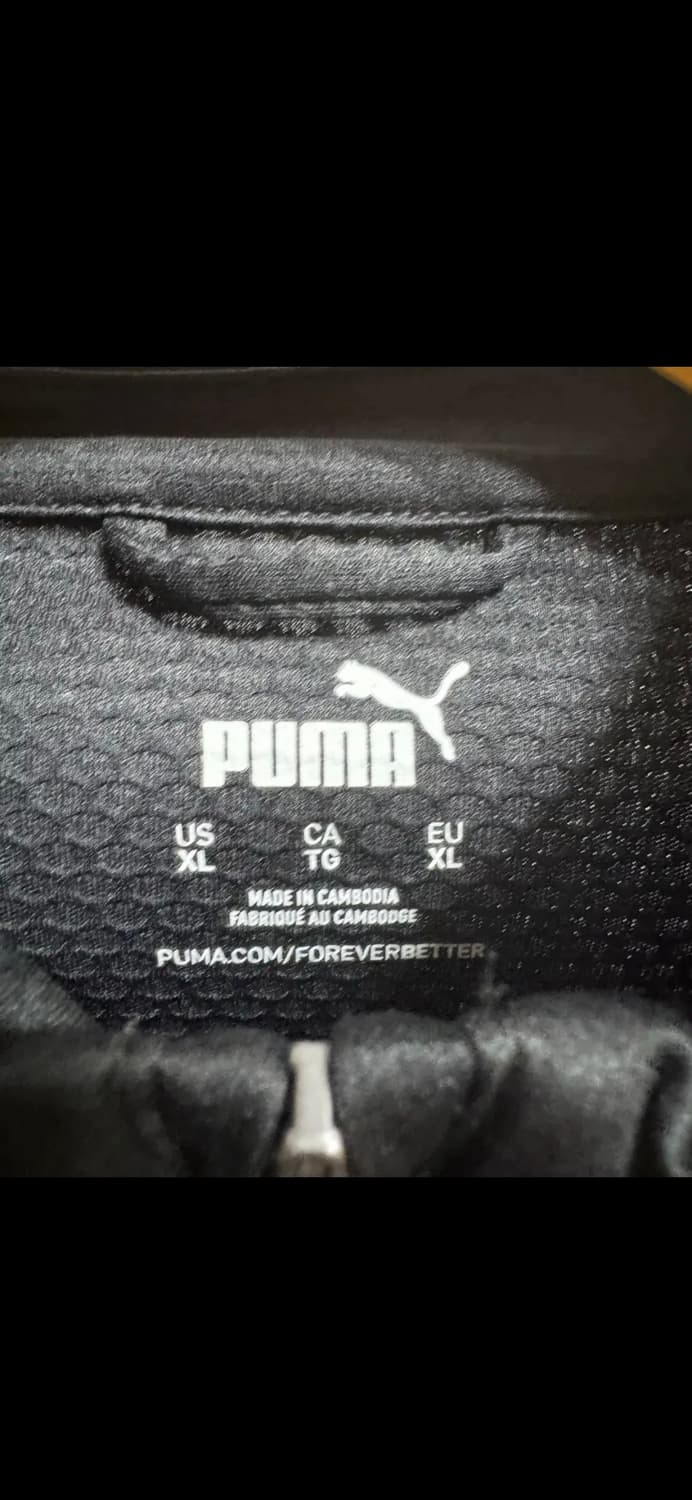 PUMA
US CA EU
XL TG XL
MADE IN CAMBODIA
FABRIQUÉ AU CAMBODGE
PUMA.COM/FOREVERBETTER